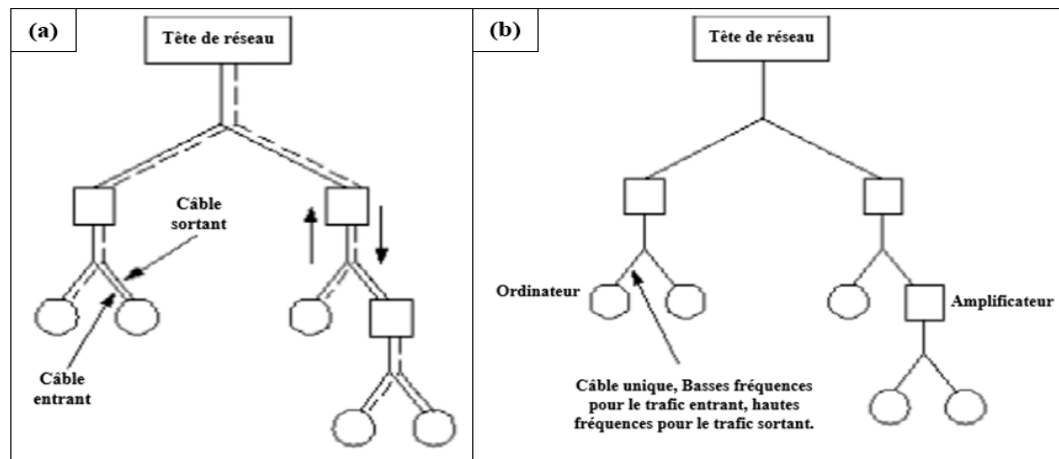 (a)
Tête de réseau
Câble
sortant
Câble
entrant
(b)
Tête de réseau
Ordinateur
Amplificateur
Câble unique, Basses fréquences
pour le trafic entrant, hautes
fréquences pour le trafic sortant.